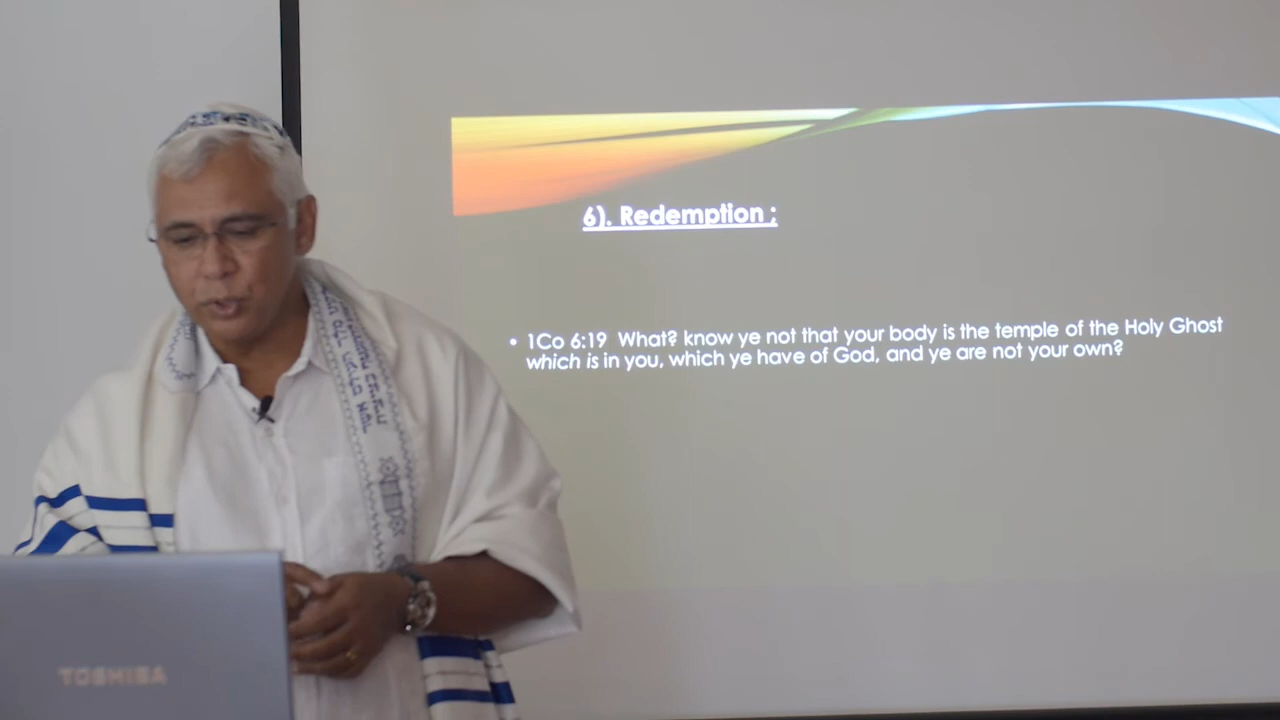 6). Redemption ;
• 1Co 6:19 What? know ye not that your body is the temple of the Holy Ghost
which is in you, which ye have of God, and ye are not your own?
TOSHIBA